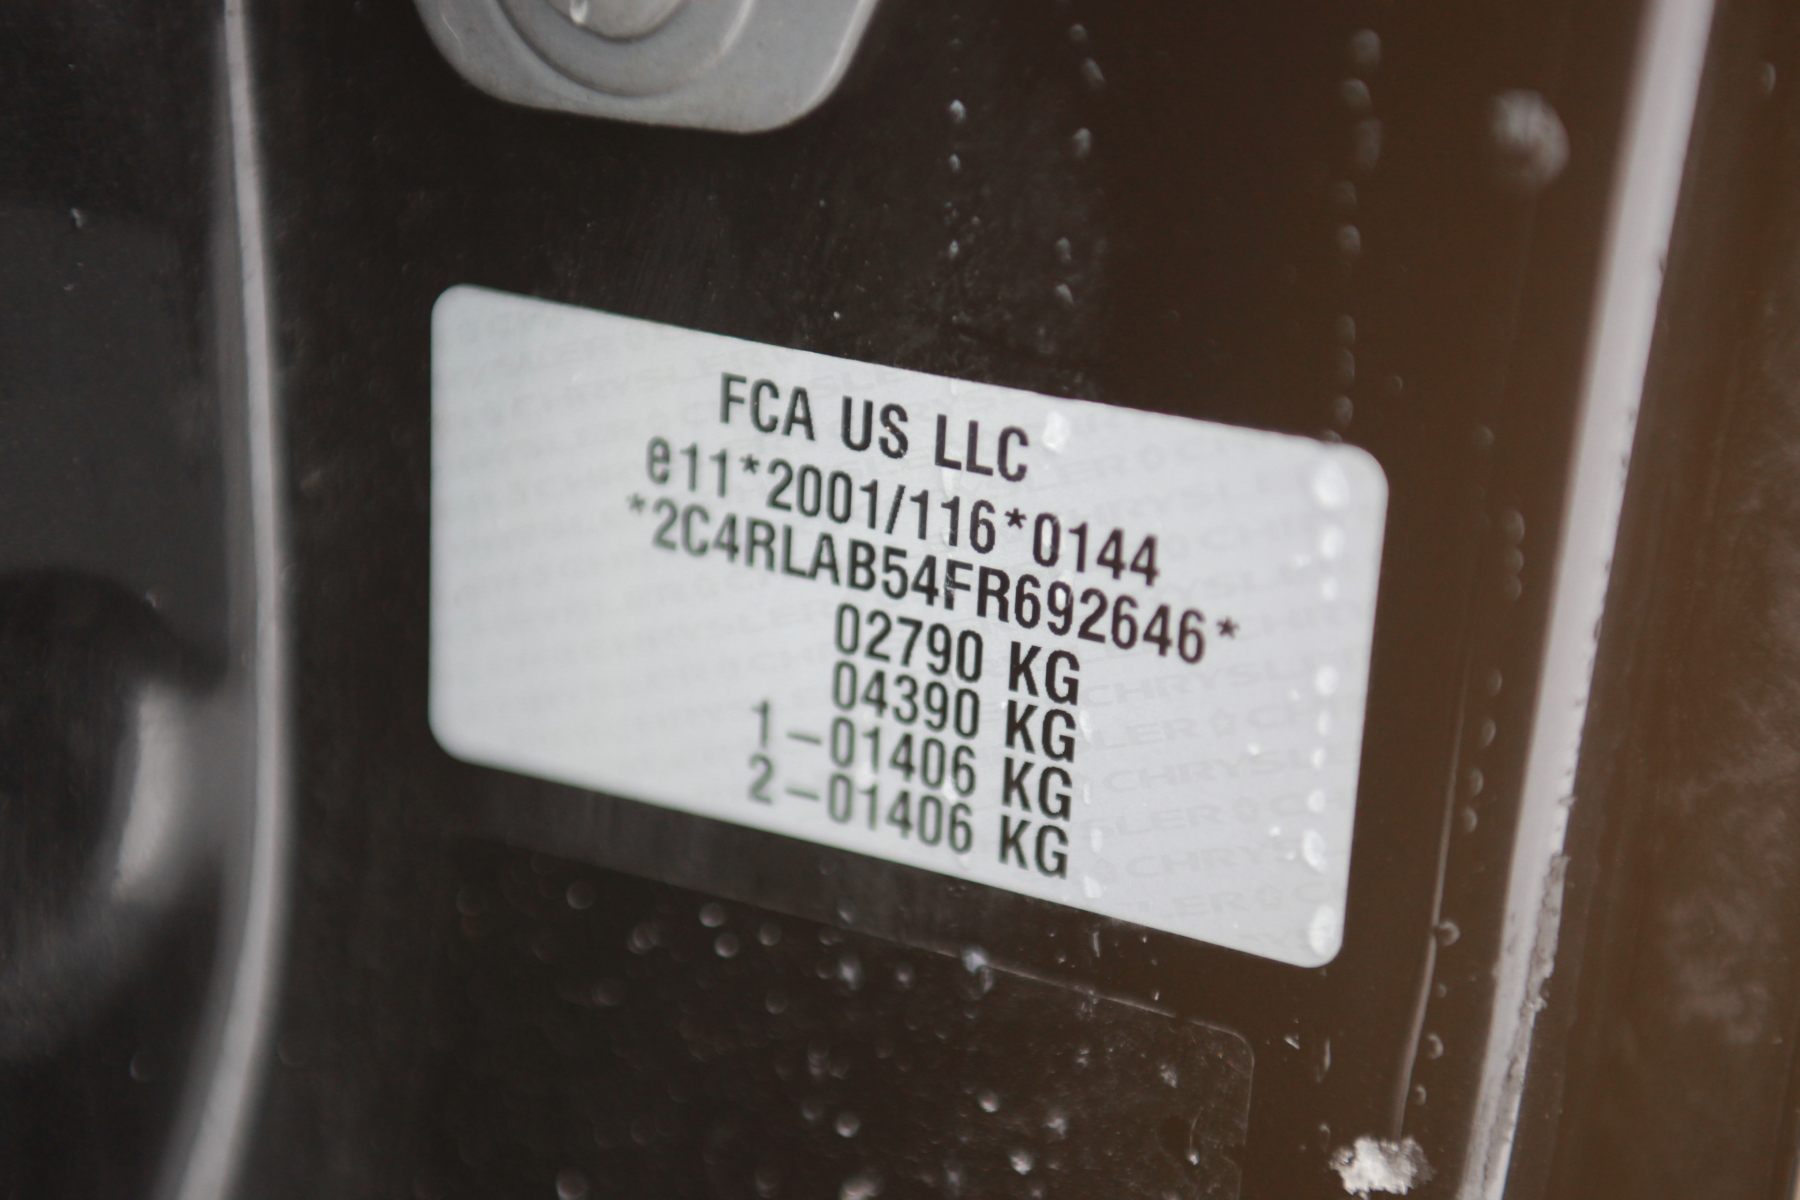 FCA US LLC
e11*2001/116*0144
*2C4RLAB54FR692646*
02790 KG
04390 KG
1-01406 KG
2-01406 KG